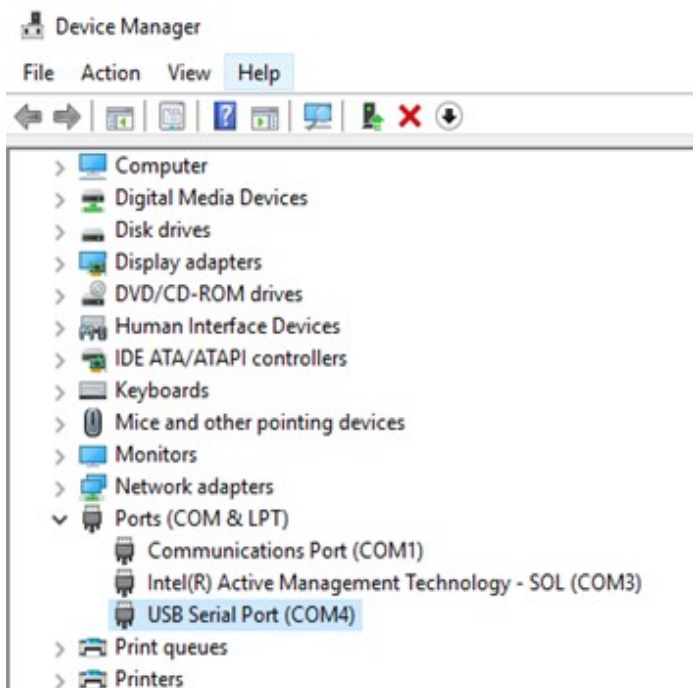 Device Manager
File Action View Help
Computer
Digital Media Devices
Disk drives
Display adapters
DVD/CD-ROM drives
Human Interface Devices
IDE ATA/ATAPI controllers
Keyboards
Mice and other pointing devices
Monitors
Network adapters
Ports (COM & LPT)
Communications Port (COM1)
Intel(R) Active Management Technology - SOL (COM3)
USB Serial Port (COM4)
Print queues
Printers